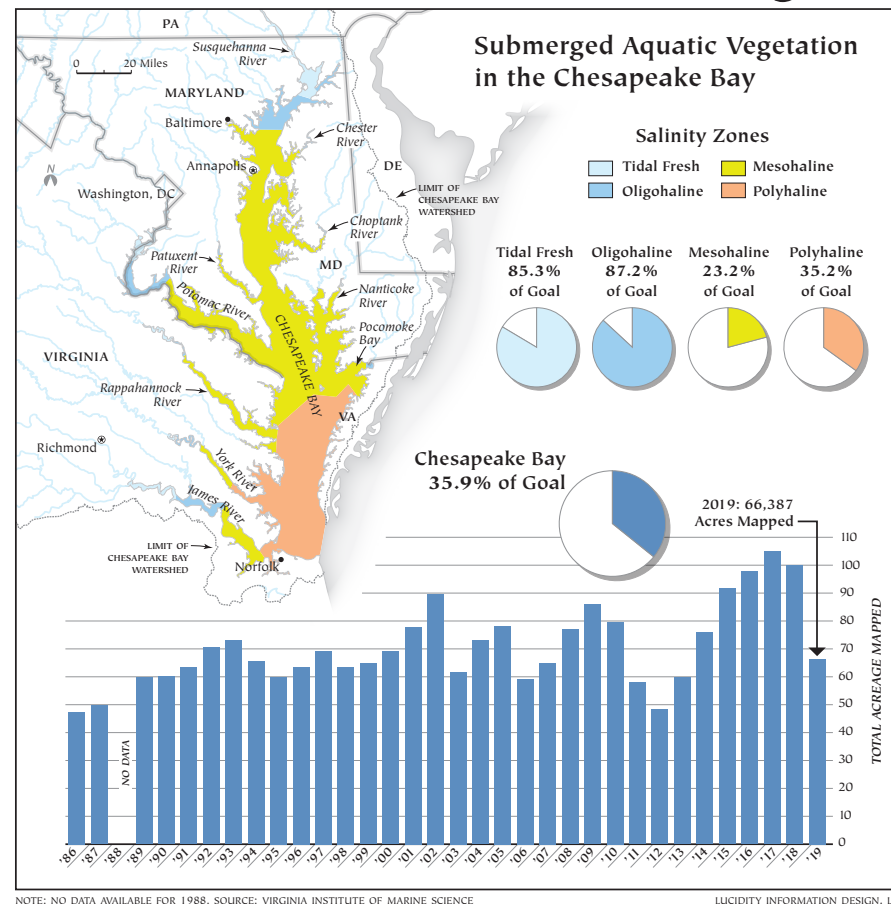 Submerged Aquatic Vegetation
in the Chesapeake Bay
PA
Susquehanna
River
0 20 Miles
MARYLAND
Baltimore
Chester
River
Annapolis
DE
N
Washington, DC
LIMIT OF
CHESAPEAKE BAY
WATERSHED
Choptank
River
Patuxent
River
MD
Potomac River
Nanticoke
River
CHESAPEAKE BAY
Pocomoke
Bay
VIRGINIA
Rappahannock
River
VA
Richmond
York River
James River
LIMIT OF
CHESAPEAKE BAY
WATERSHED
Norfolk
Salinity Zones
Tidal Fresh Mesohaline
Oligohaline Polyhaline
Tidal Fresh
85.3%
of Goal
Oligohaline
87.2%
of Goal
Mesohaline
23.2%
of Goal
Polyhaline
35.2%
of Goal
Chesapeake Bay
35.9% of Goal
2019: 66,387
Acres Mapped
110
100
90
80
70
60
50
40
30
20
10
0
TOTAL ACREAGE MAPPED
NO DATA
'86 '87 '88 '89 '90 '91 '92 '93 '94 '95 '96 '97 '98 '99 '00 '01 '02 '03 '04 '05 '06 '07 '08 '09 '10 '11 '12 '13 '14 '15 '16 '17 '18 '19
NOTE: NO DATA AVAILABLE FOR 1988. SOURCE: VIRGINIA INSTITUTE OF MARINE SCIENCE
LUCIDITY INFORMATION DESIGN, L